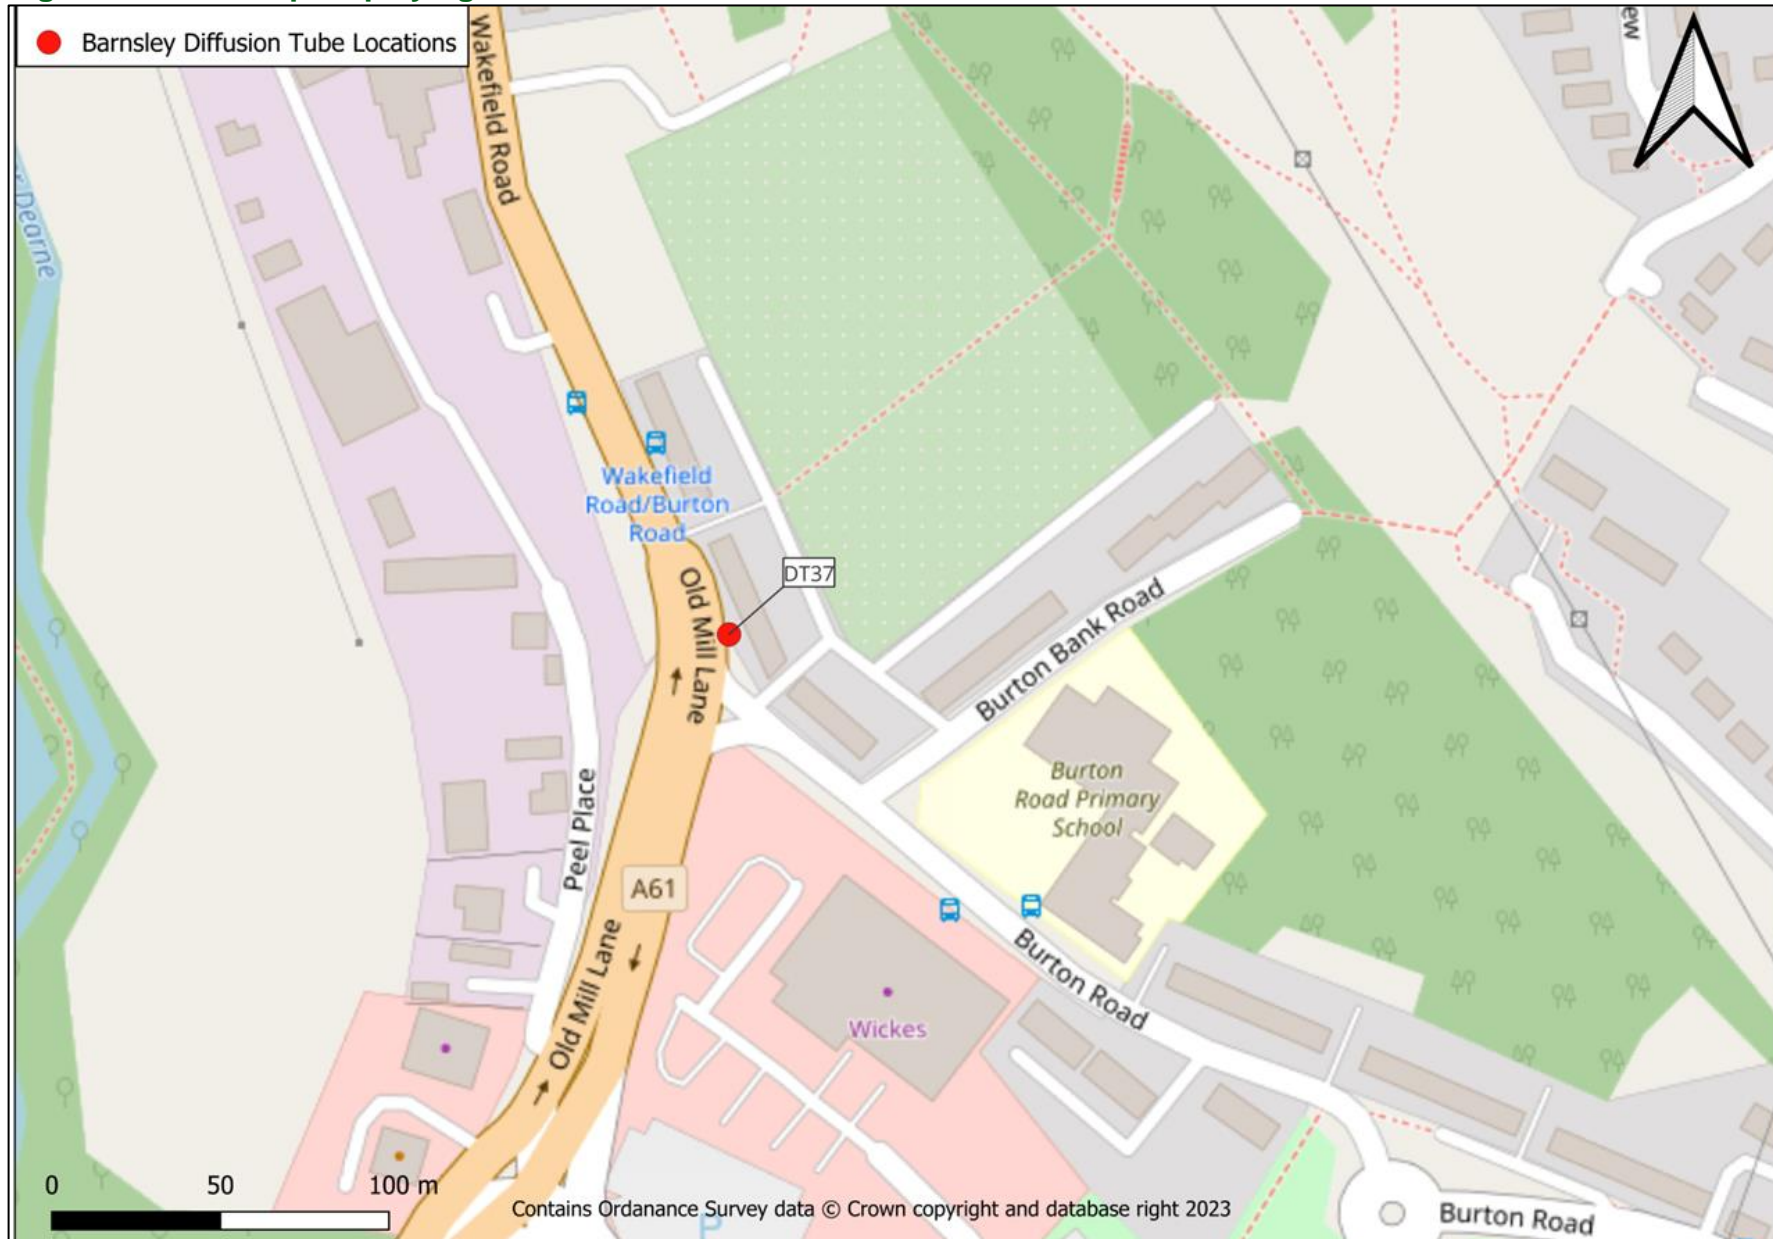 Barnsley Diffusion Tube Locations
Wakefield Road
Dearne
Wakefield
Road/Burton
Road
DT37
Old Mill Lane
Burton Bank Road
Burton
Road Primary
School
Peel Place
A61
Old Mill Lane
Burton Road
Wickes
0 50 100 m
Contains Ordanance Survey data © Crown copyright and database right 2023
P
Burton Road